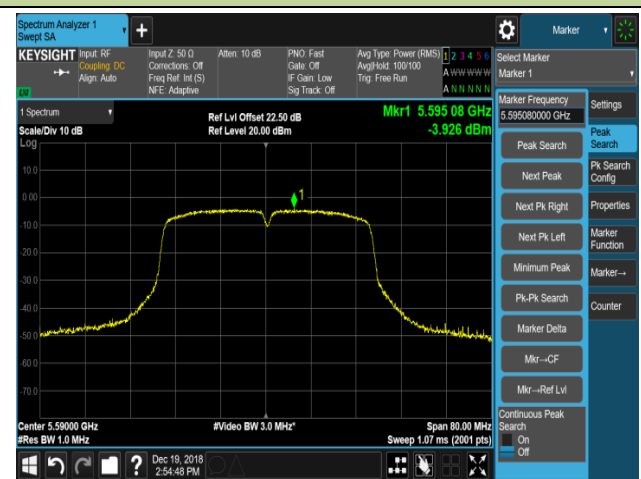 Spectrum Analyzer 1
Swept SA
+
Marker
KEYSIGHT
Input: RF
Coupling: DC
Align: Auto
Input Z: 50 Ω
Corrections: Off
Freq Ref: Int (S)
NFE: Adaptive
Atten: 10 dB
PNO: Fast
Gate: Off
IF Gain: Low
Sig Track: Off
Avg Type: Power (RMS)
Avg|Hold: 100/100
Trig: Free Run
1 2 3 4 5 6
A W W W W W
A N N N N N
LV
Select Marker
Marker 1
1 Spectrum
Scale/Div 10 dB
Log
Ref Lvl Offset 22.50 dB
Ref Level 20.00 dBm
Mkr1 5.595 08 GHz
-3.926 dBm
10.0
0.00
-10.0
-20.0
-30.0
-40.0
-50.0
-60.0
-70.0
1
Center 5.59000 GHz
#Res BW 1.0 MHz
#Video BW 3.0 MHz*
Span 80.00 MHz
Sweep 1.07 ms (2001 pts)
Marker Frequency
5.595080000 GHz
Peak Search
Next Peak
Next Pk Right
Next Pk Left
Minimum Peak
Pk-Pk Search
Marker Delta
Mkr→CF
Mkr→Ref Lvl
Continuous Peak
Search
On
Off
Settings
Peak
Search
Pk Search
Config
Properties
Marker
Function
Marker→
Counter
?
Dec 19, 2018
2:54:48 PM